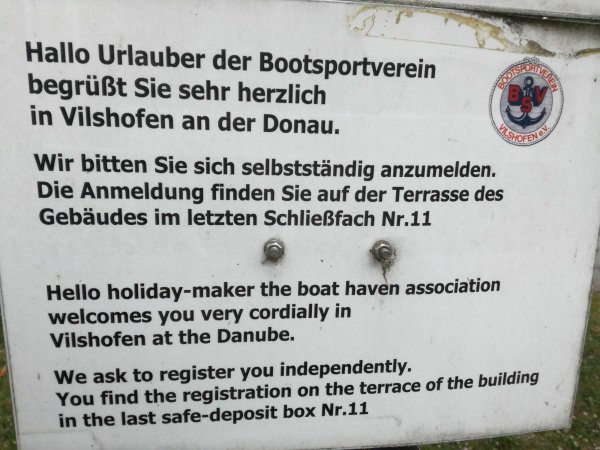 Hallo Urlauber der Bootsportverein
begrüßt Sie sehr herzlich
in Vilshofen an der Donau.
BOOTSPORTVEREIN
BSV
VILSHOFEN e.V.
Wir bitten Sie sich selbstständig anzumelden.
Die Anmeldung finden Sie auf der Terrasse des
Gebäudes im letzten Schließfach Nr.11
Hello holiday-maker the boat haven association
welcomes you very cordially in
Vilshofen at the Danube.
We ask to register you independently.
You find the registration on the terrace of the building
in the last safe-deposit box Nr.11